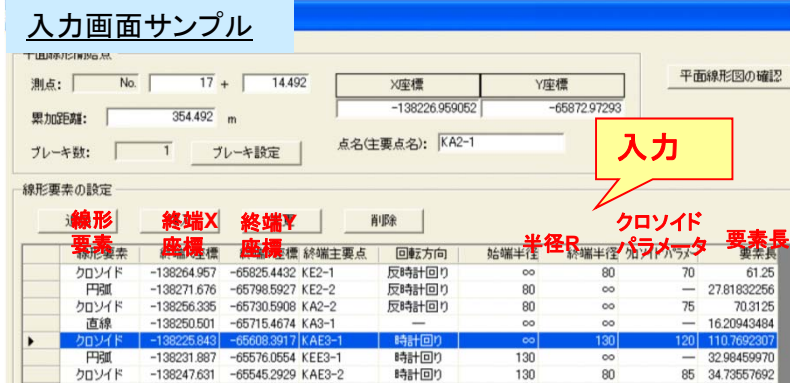 入力画面サンプル
測点: No. 17 + 14.492
X座標 Y座標
-138226.959052 -65872.97293
平面線形図の確認
累加距離: 354.492 m
点名(主要点名): KA2-1
ブレーキ数: 1 ブレーキ設定
入力
線形要素の設定
削除
線形要素 終端X座標 終端Y座標 半径R クロソイドパラメータ 要素長
終端主要点 回転方向 始端半径 終端半径 要素長
クロソイド -138264.957 -65825.4432 KE2-1 反時計回り ∞ 80 70 61.25
円弧 -138271.676 -65798.5927 KE2-2 反時計回り 80 ∞ — 27.81832256
クロソイド -138256.335 -65730.5908 KA2-2 反時計回り 80 ∞ 75 70.3125
直線 -138250.501 -65715.4674 KA3-1 — ∞ ∞ — 16.20943484
クロソイド -138225.843 -65608.3917 KAE3-1 時計回り ∞ 130 120 110.7692307
円弧 -138231.887 -65576.0554 KEE3-1 時計回り 130 ∞ — 32.98459970
クロソイド -138247.631 -65545.2929 KAE3-2 時計回り 130 80 85 34.73557692